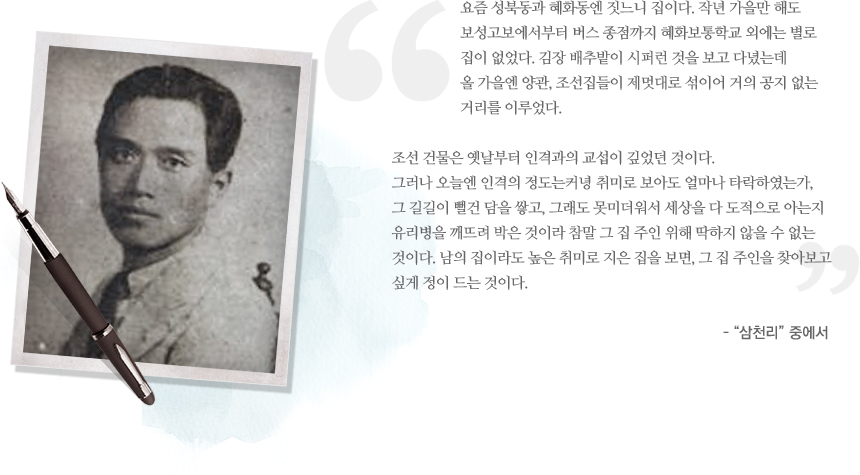 요즘 성북동과 혜화동엔 짓느니 집이다. 작년 가을만 해도
보성고보에서부터 버스 종점까지 혜화보통학교 외에는 별로
집이 없었다. 김장 배추밭이 시퍼런 것을 보고 다녔는데
올 가을엔 양관, 조선집들이 제멋대로 섞이어 거의 공지 없는
거리를 이루었다.
조선 건물은 옛날부터 인격과의 교섭이 깊었던 것이다.
그러나 오늘엔 인격의 정도는커녕 취미로 보아도 얼마나 타락하였는가,
그 길길이 뻘건 담을 쌓고, 그래도 못미더워서 세상을 다 도적으로 아는지
유리병을 깨뜨려 박은 것이라 참말 그 집 주인 위해 딱하지 않을 수 없는
것이다. 남의 집이라도 높은 취미로 지은 집을 보면, 그 집 주인을 찾아보고
싶게 정이 드는 것이다.
- “삼천리” 중에서